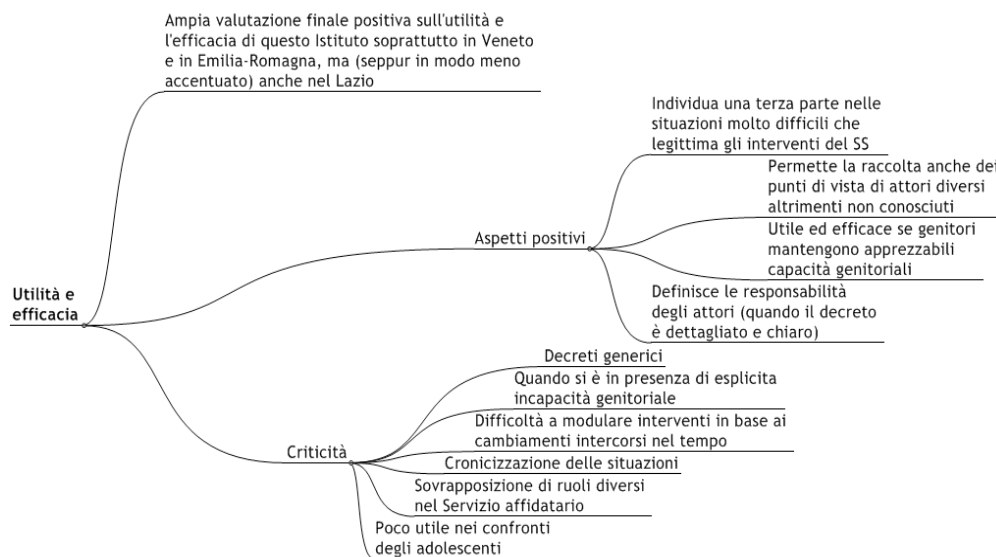 Ampia valutazione finale positiva sull'utilità e
l'efficacia di questo Istituto soprattutto in Veneto
e in Emilia-Romagna, ma (seppur in modo meno
accentuato) anche nel Lazio
Individua una terza parte nelle
situazioni molto difficili che
legittima gli interventi del SS
Permette la raccolta anche dei
punti di vista di attori diversi
altrimenti non conosciuti
Aspetti positivi
Utile ed efficace se genitori
mantengono apprezzabili
capacità genitoriali
Definisce le responsabilità
degli attori (quando il decreto
è dettagliato e chiaro)
Utilità e
efficacia
Decreti generici
Quando si è in presenza di esplicita
incapacità genitoriale
Difficoltà a modulare interventi in base ai
cambiamenti intercorsi nel tempo
Criticità
Cronicizzazione delle situazioni
Sovrapposizione di ruoli diversi
nel Servizio affidatario
Poco utile nei confronti
degli adolescenti